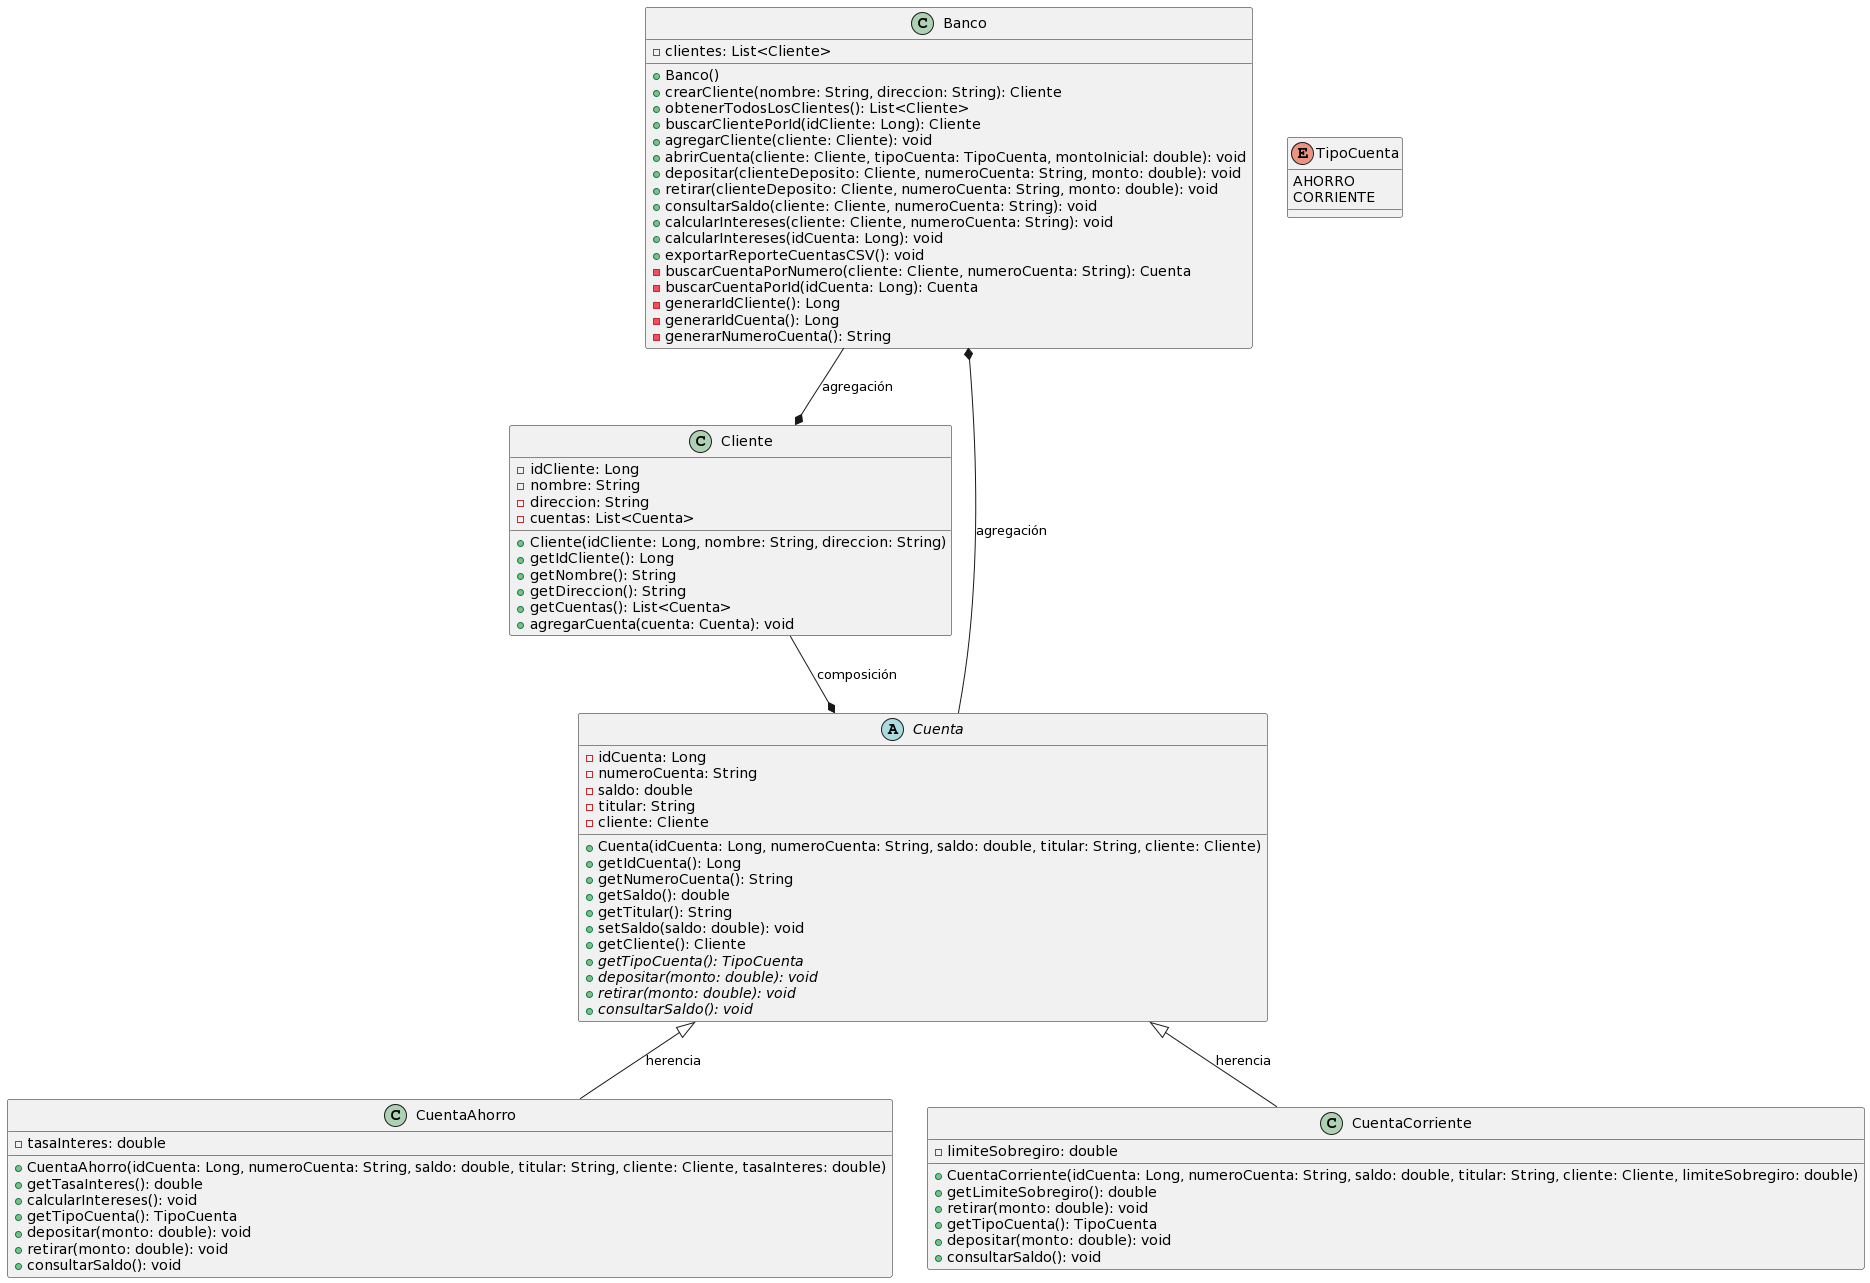 C Banco
clientes: List<Cliente>
Banco()
crearCliente(nombre: String, direccion: String): Cliente
obtenerTodosLosClientes(): List<Cliente>
buscarClientePorId(idCliente: Long): Cliente
agregarCliente(cliente: Cliente): void
abrirCuenta(cliente: Cliente, tipoCuenta: TipoCuenta, montoInicial: double): void
depositar(clienteDeposito: Cliente, numeroCuenta: String, monto: double): void
retirar(clienteDeposito: Cliente, numeroCuenta: String, monto: double): void
consultarSaldo(cliente: Cliente, numeroCuenta: String): void
calcularIntereses(cliente: Cliente, numeroCuenta: String): void
calcularIntereses(idCuenta: Long): void
exportarReporteCuentasCSV(): void
buscarCuentaPorNumero(cliente: Cliente, numeroCuenta: String): Cuenta
buscarCuentaPorId(idCuenta: Long): Cuenta
generarIdCliente(): Long
generarIdCuenta(): Long
generarNumeroCuenta(): String
E TipoCuenta
AHORRO
CORRIENTE
agregación
C Cliente
idCliente: Long
nombre: String
direccion: String
cuentas: List<Cuenta>
Cliente(idCliente: Long, nombre: String, direccion: String)
getIdCliente(): Long
getNombre(): String
getDireccion(): String
getCuentas(): List<Cuenta>
agregarCuenta(cuenta: Cuenta): void
agregación
composición
A Cuenta
idCuenta: Long
numeroCuenta: String
saldo: double
titular: String
cliente: Cliente
Cuenta(idCuenta: Long, numeroCuenta: String, saldo: double, titular: String, cliente: Cliente)
getIdCuenta(): Long
getNumeroCuenta(): String
getSaldo(): double
getTitular(): String
setSaldo(saldo: double): void
getCliente(): Cliente
getTipoCuenta(): TipoCuenta
depositar(monto: double): void
retirar(monto: double): void
consultarSaldo(): void
herencia
herencia
C CuentaAhorro
tasaInteres: double
CuentaAhorro(idCuenta: Long, numeroCuenta: String, saldo: double, titular: String, cliente: Cliente, tasaInteres: double)
getTasaInteres(): double
calcularIntereses(): void
getTipoCuenta(): TipoCuenta
depositar(monto: double): void
retirar(monto: double): void
consultarSaldo(): void
C CuentaCorriente
limiteSobregiro: double
CuentaCorriente(idCuenta: Long, numeroCuenta: String, saldo: double, titular: String, cliente: Cliente, limiteSobregiro: double)
getLimiteSobregiro(): double
retirar(monto: double): void
getTipoCuenta(): TipoCuenta
depositar(monto: double): void
consultarSaldo(): void